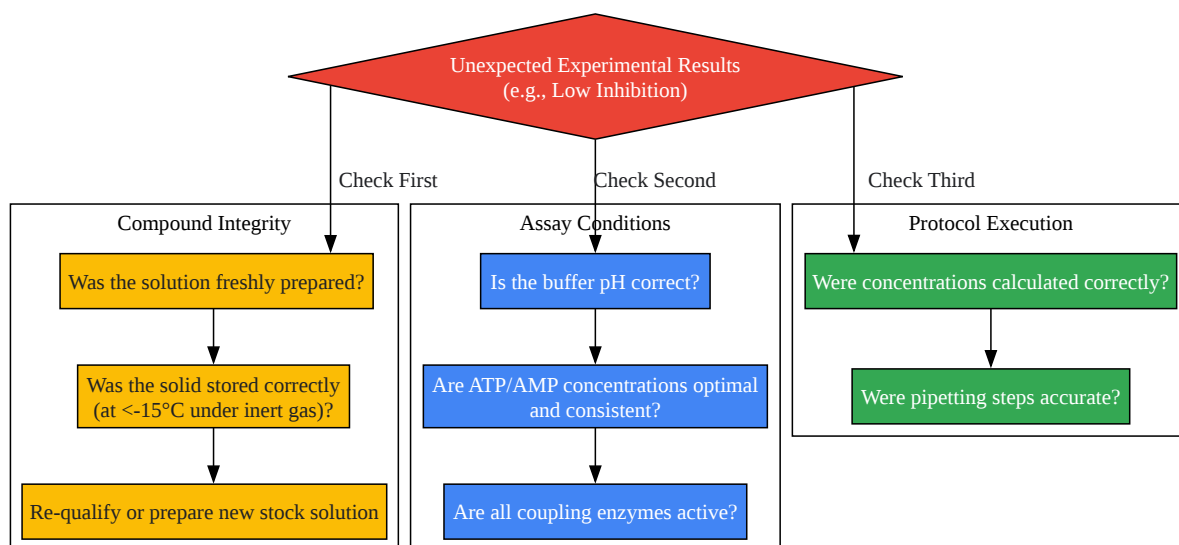 Unexpected Experimental Results
(e.g., Low Inhibition)
Check First
Check Second
Check Third
Compound Integrity
Was the solution freshly prepared?
Was the solid stored correctly
(at <-15°C under inert gas)?
Re-qualify or prepare new stock solution
Assay Conditions
Is the buffer pH correct?
Are ATP/AMP concentrations optimal
and consistent?
Are all coupling enzymes active?
Protocol Execution
Were concentrations calculated correctly?
Were pipetting steps accurate?